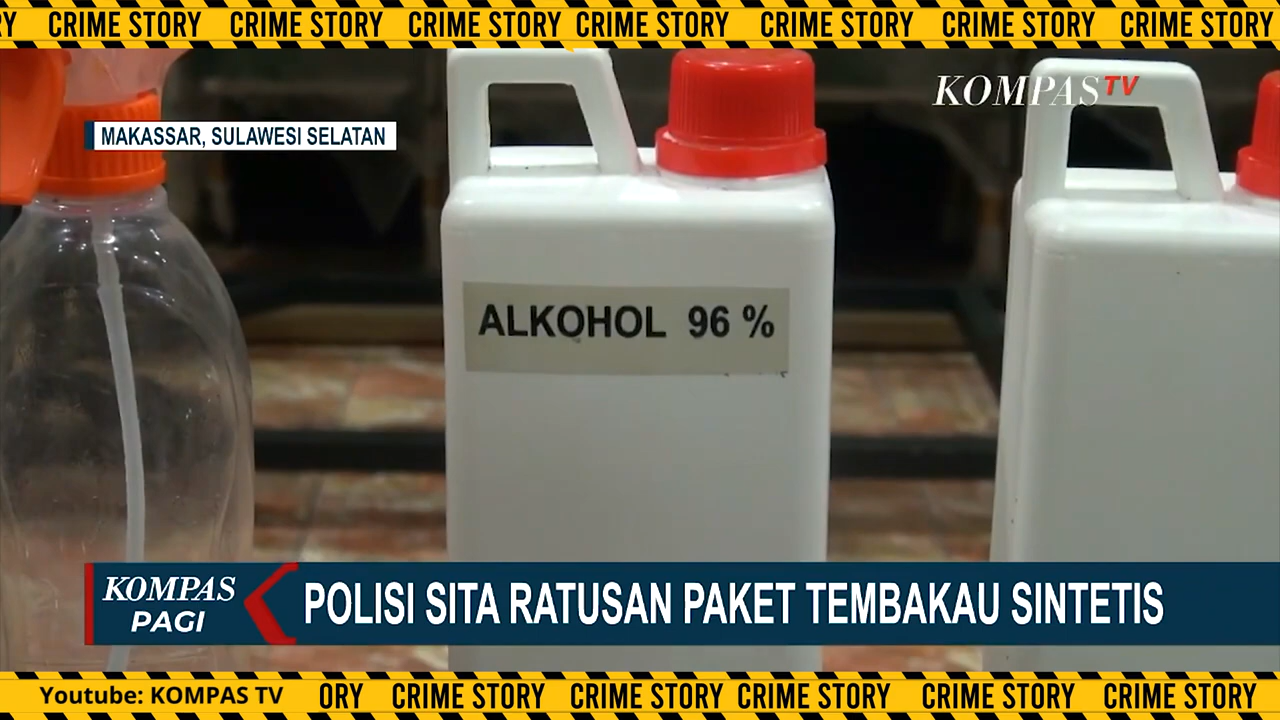 RY CRIME STORY CRIME STORY CRIME STORY CRIME STORY CRIME STORY CRIME STORY CRIME STORY
KOMPAS TV
MAKASSAR, SULAWESI SELATAN
ALKOHOL 96 %
KOMPAS PAGI
POLISI SITA RATUSAN PAKET TEMBAKAU SINTETIS
Youtube: KOMPAS TV ORY CRIME STORY CRIME STORY CRIME STORY CRIME STORY CRIME STORY